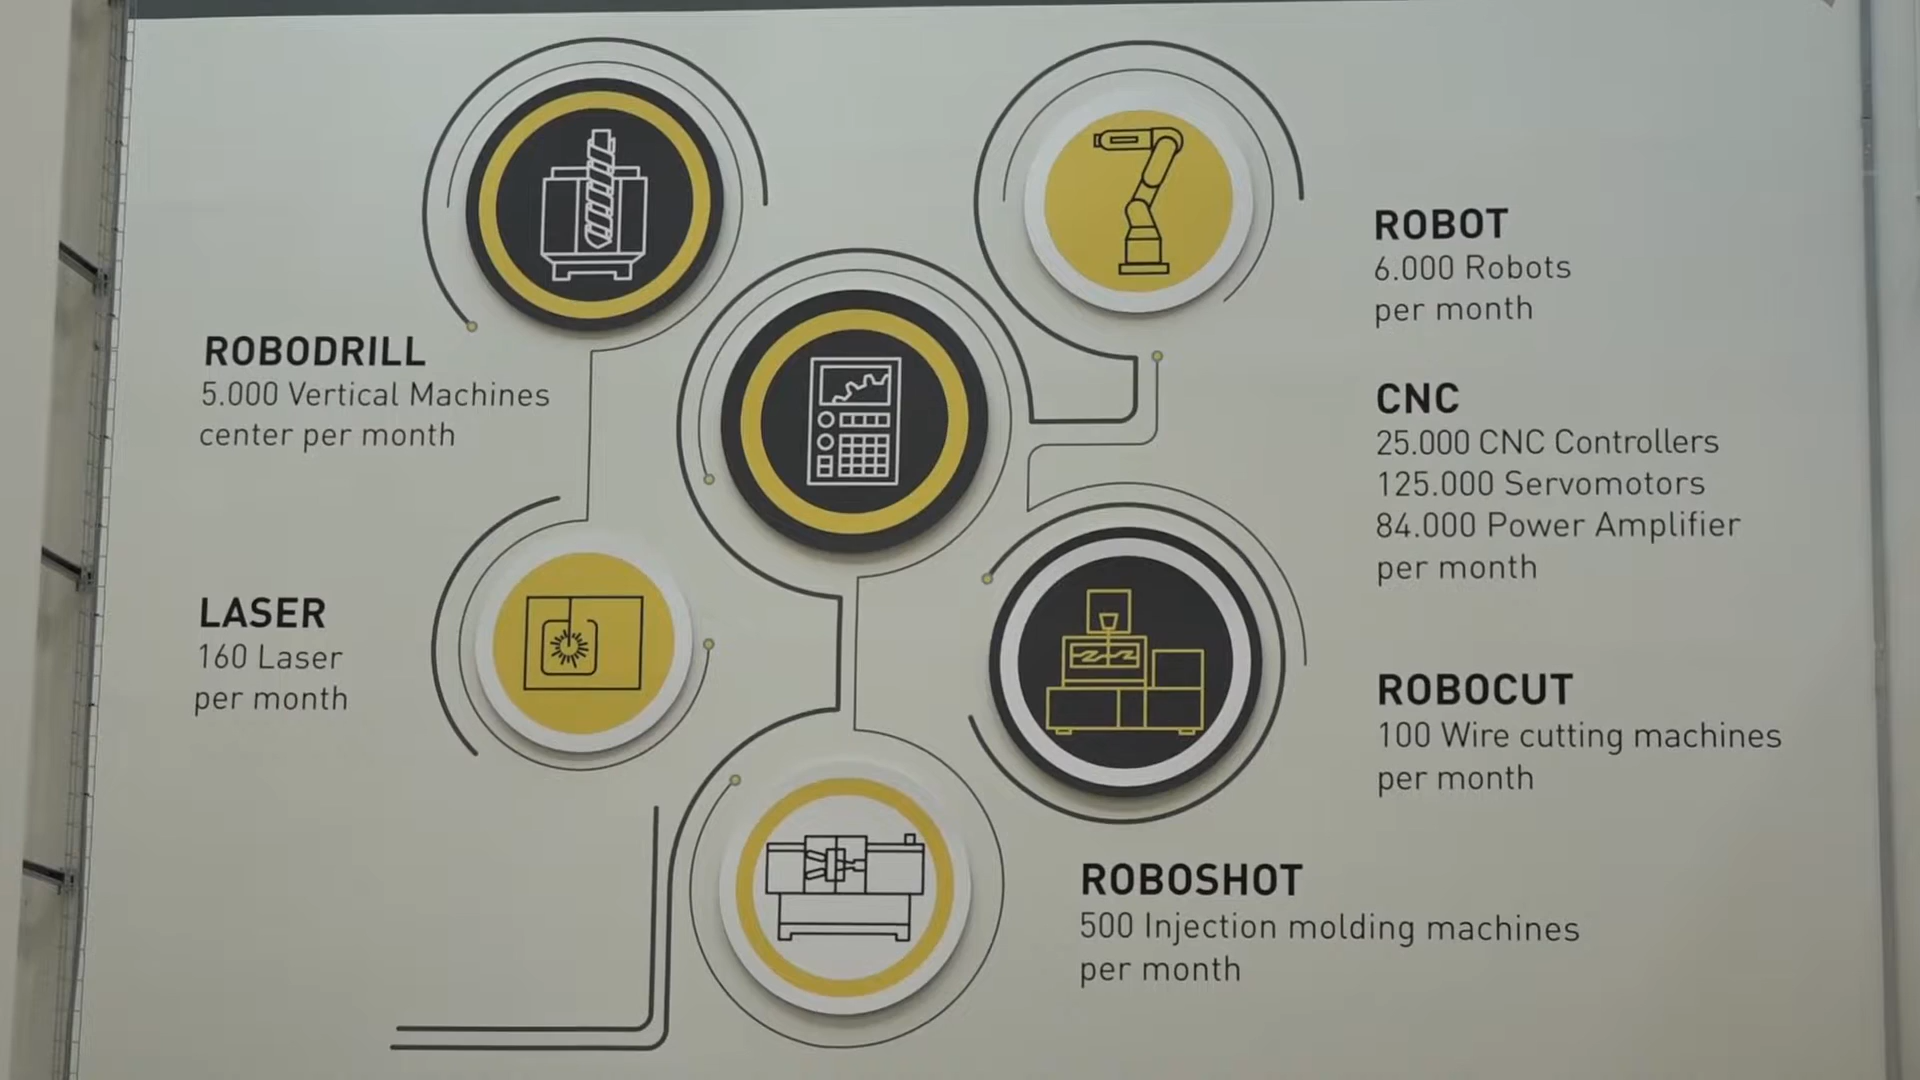 ROBODRILL
5.000 Vertical Machines
center per month
LASER
160 Laser
per month
ROBOT
6.000 Robots
per month
CNC
25.000 CNC Controllers
125.000 Servomotors
84.000 Power Amplifier
per month
ROBOCUT
100 Wire cutting machines
per month
ROBOSHOT
500 Injection molding machines
per month